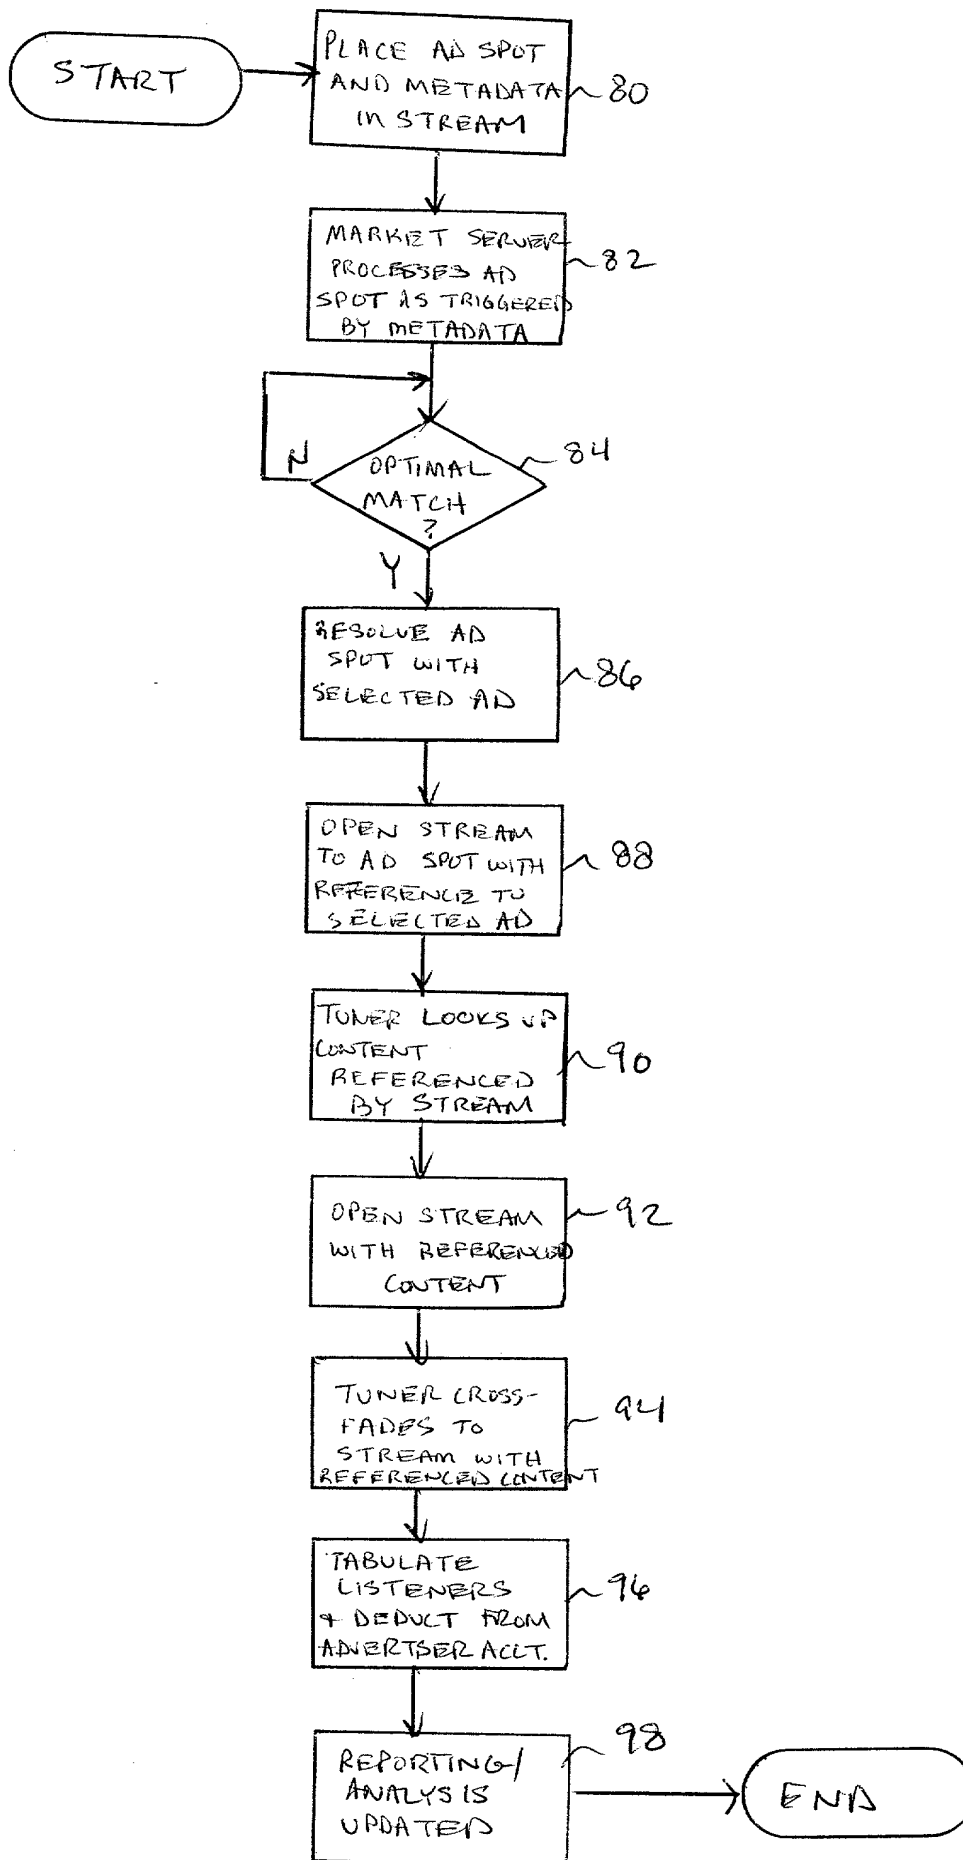 START
PLACE AD SPOT
AND METADATA
IN STREAM
80
MARKET SERVER
PROCESSES AD
SPOT AS TRIGGERED
BY METADATA
82
OPTIMAL
MATCH
?
84
N
Y
RESOLVE AD
SPOT WITH
SELECTED AD
86
OPEN STREAM
TO AD SPOT WITH
REFERENCE TO
SELECTED AD
88
TUNER LOOKS UP
CONTENT
REFERENCED
BY STREAM
90
OPEN STREAM
WITH REFERENCED
CONTENT
92
TUNER CROSS-
FADES TO
STREAM WITH
REFERENCED CONTENT
94
TABULATE
LISTENERS
& DEDUCT FROM
ADVERTSER ACCT.
96
REPORTING/
ANALYSIS IS
UPDATED
98
END